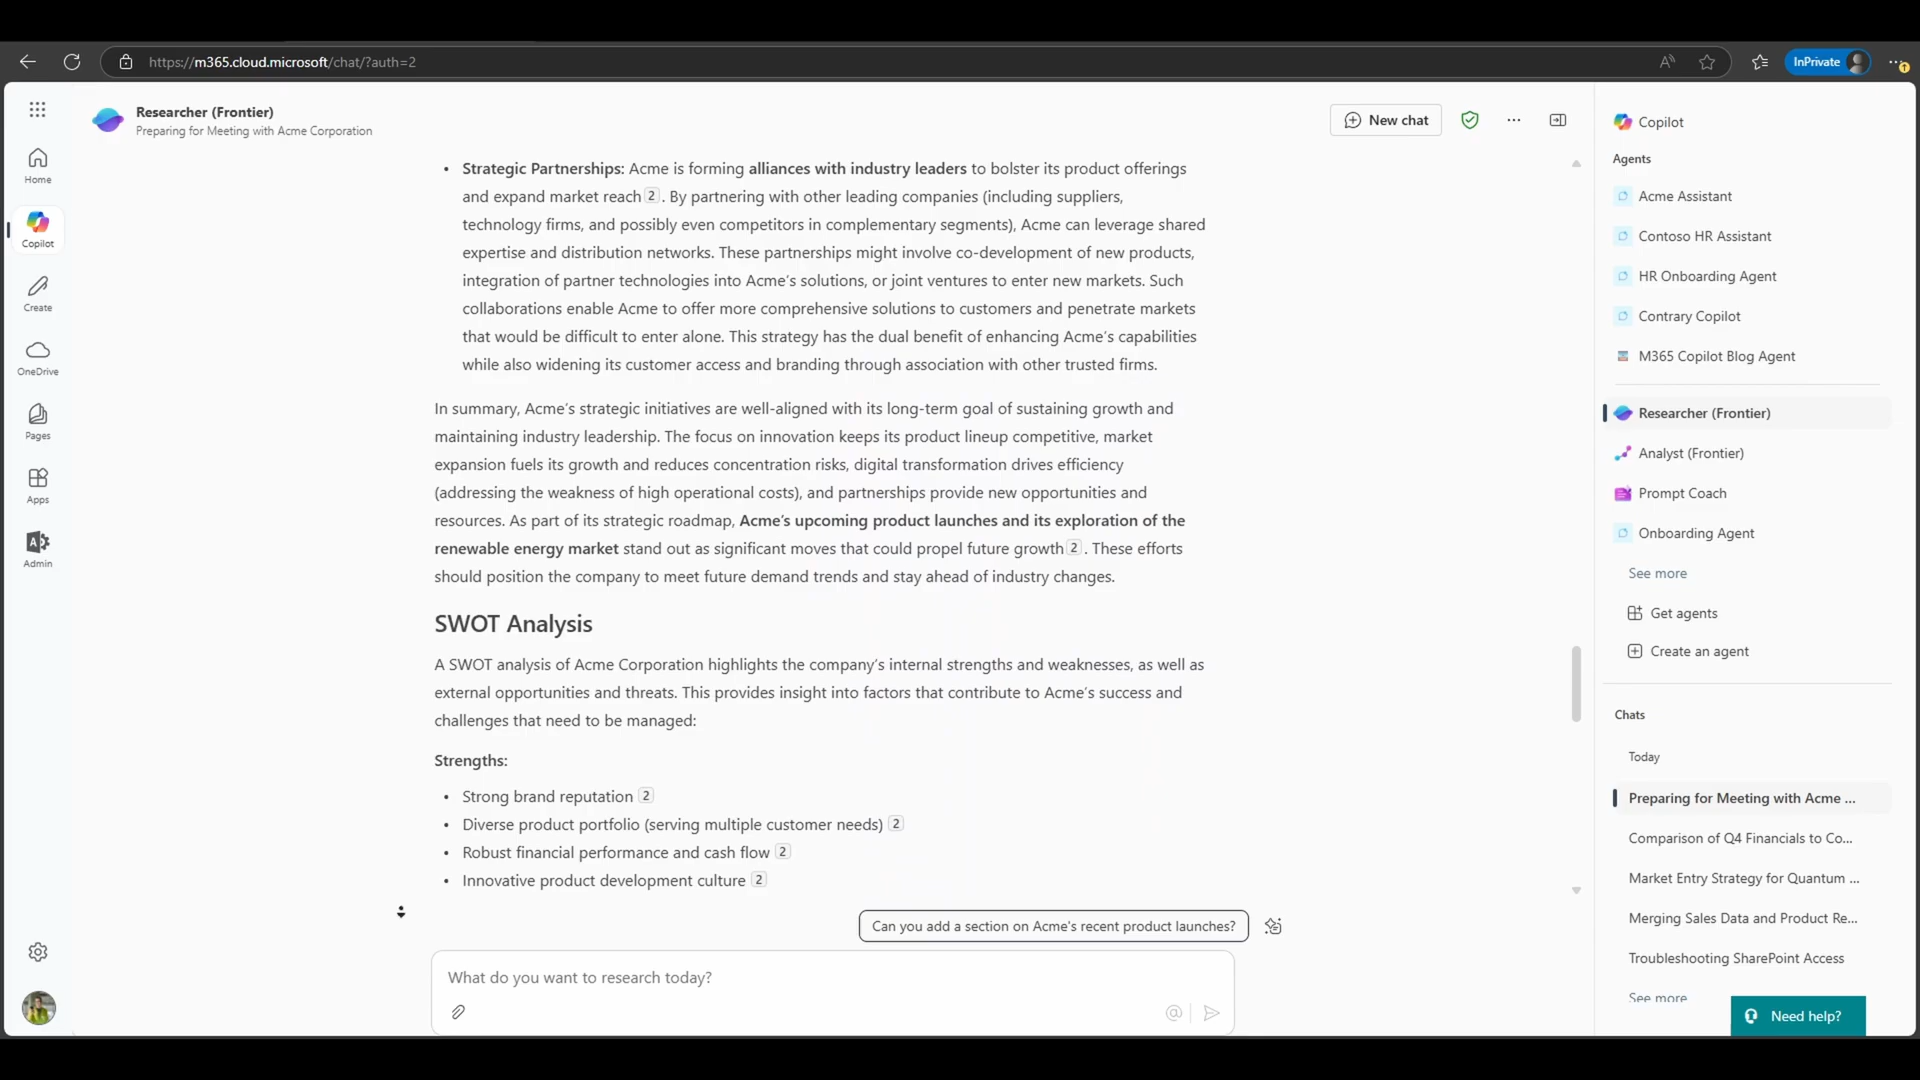 https://m365.cloud.microsoft/chat/?auth=2
InPrivate
Researcher (Frontier)
Preparing for Meeting with Acme Corporation
New chat
Home
Copilot
Create
OneDrive
Pages
Apps
Admin
• Strategic Partnerships: Acme is forming alliances with industry leaders to bolster its product offerings
and expand market reach 2 . By partnering with other leading companies (including suppliers,
technology firms, and possibly even competitors in complementary segments), Acme can leverage shared
expertise and distribution networks. These partnerships might involve co-development of new products,
integration of partner technologies into Acme’s solutions, or joint ventures to enter new markets. Such
collaborations enable Acme to offer more comprehensive solutions to customers and penetrate markets
that would be difficult to enter alone. This strategy has the dual benefit of enhancing Acme’s capabilities
while also widening its customer access and branding through association with other trusted firms.
In summary, Acme’s strategic initiatives are well-aligned with its long-term goal of sustaining growth and
maintaining industry leadership. The focus on innovation keeps its product lineup competitive, market
expansion fuels its growth and reduces concentration risks, digital transformation drives efficiency
(addressing the weakness of high operational costs), and partnerships provide new opportunities and
resources. As part of its strategic roadmap, Acme’s upcoming product launches and its exploration of the
renewable energy market stand out as significant moves that could propel future growth 2 . These efforts
should position the company to meet future demand trends and stay ahead of industry changes.
SWOT Analysis
A SWOT analysis of Acme Corporation highlights the company’s internal strengths and weaknesses, as well as
external opportunities and threats. This provides insight into factors that contribute to Acme’s success and
challenges that need to be managed:
Strengths:
• Strong brand reputation 2
• Diverse product portfolio (serving multiple customer needs) 2
• Robust financial performance and cash flow 2
• Innovative product development culture 2
Can you add a section on Acme's recent product launches?
What do you want to research today?
Copilot
Agents
Acme Assistant
Contoso HR Assistant
HR Onboarding Agent
Contrary Copilot
M365 Copilot Blog Agent
Researcher (Frontier)
Analyst (Frontier)
Prompt Coach
Onboarding Agent
See more
Get agents
Create an agent
Chats
Today
Preparing for Meeting with Acme ...
Comparison of Q4 Financials to Co...
Market Entry Strategy for Quantum ...
Merging Sales Data and Product Re...
Troubleshooting SharePoint Access
See more
Need help?